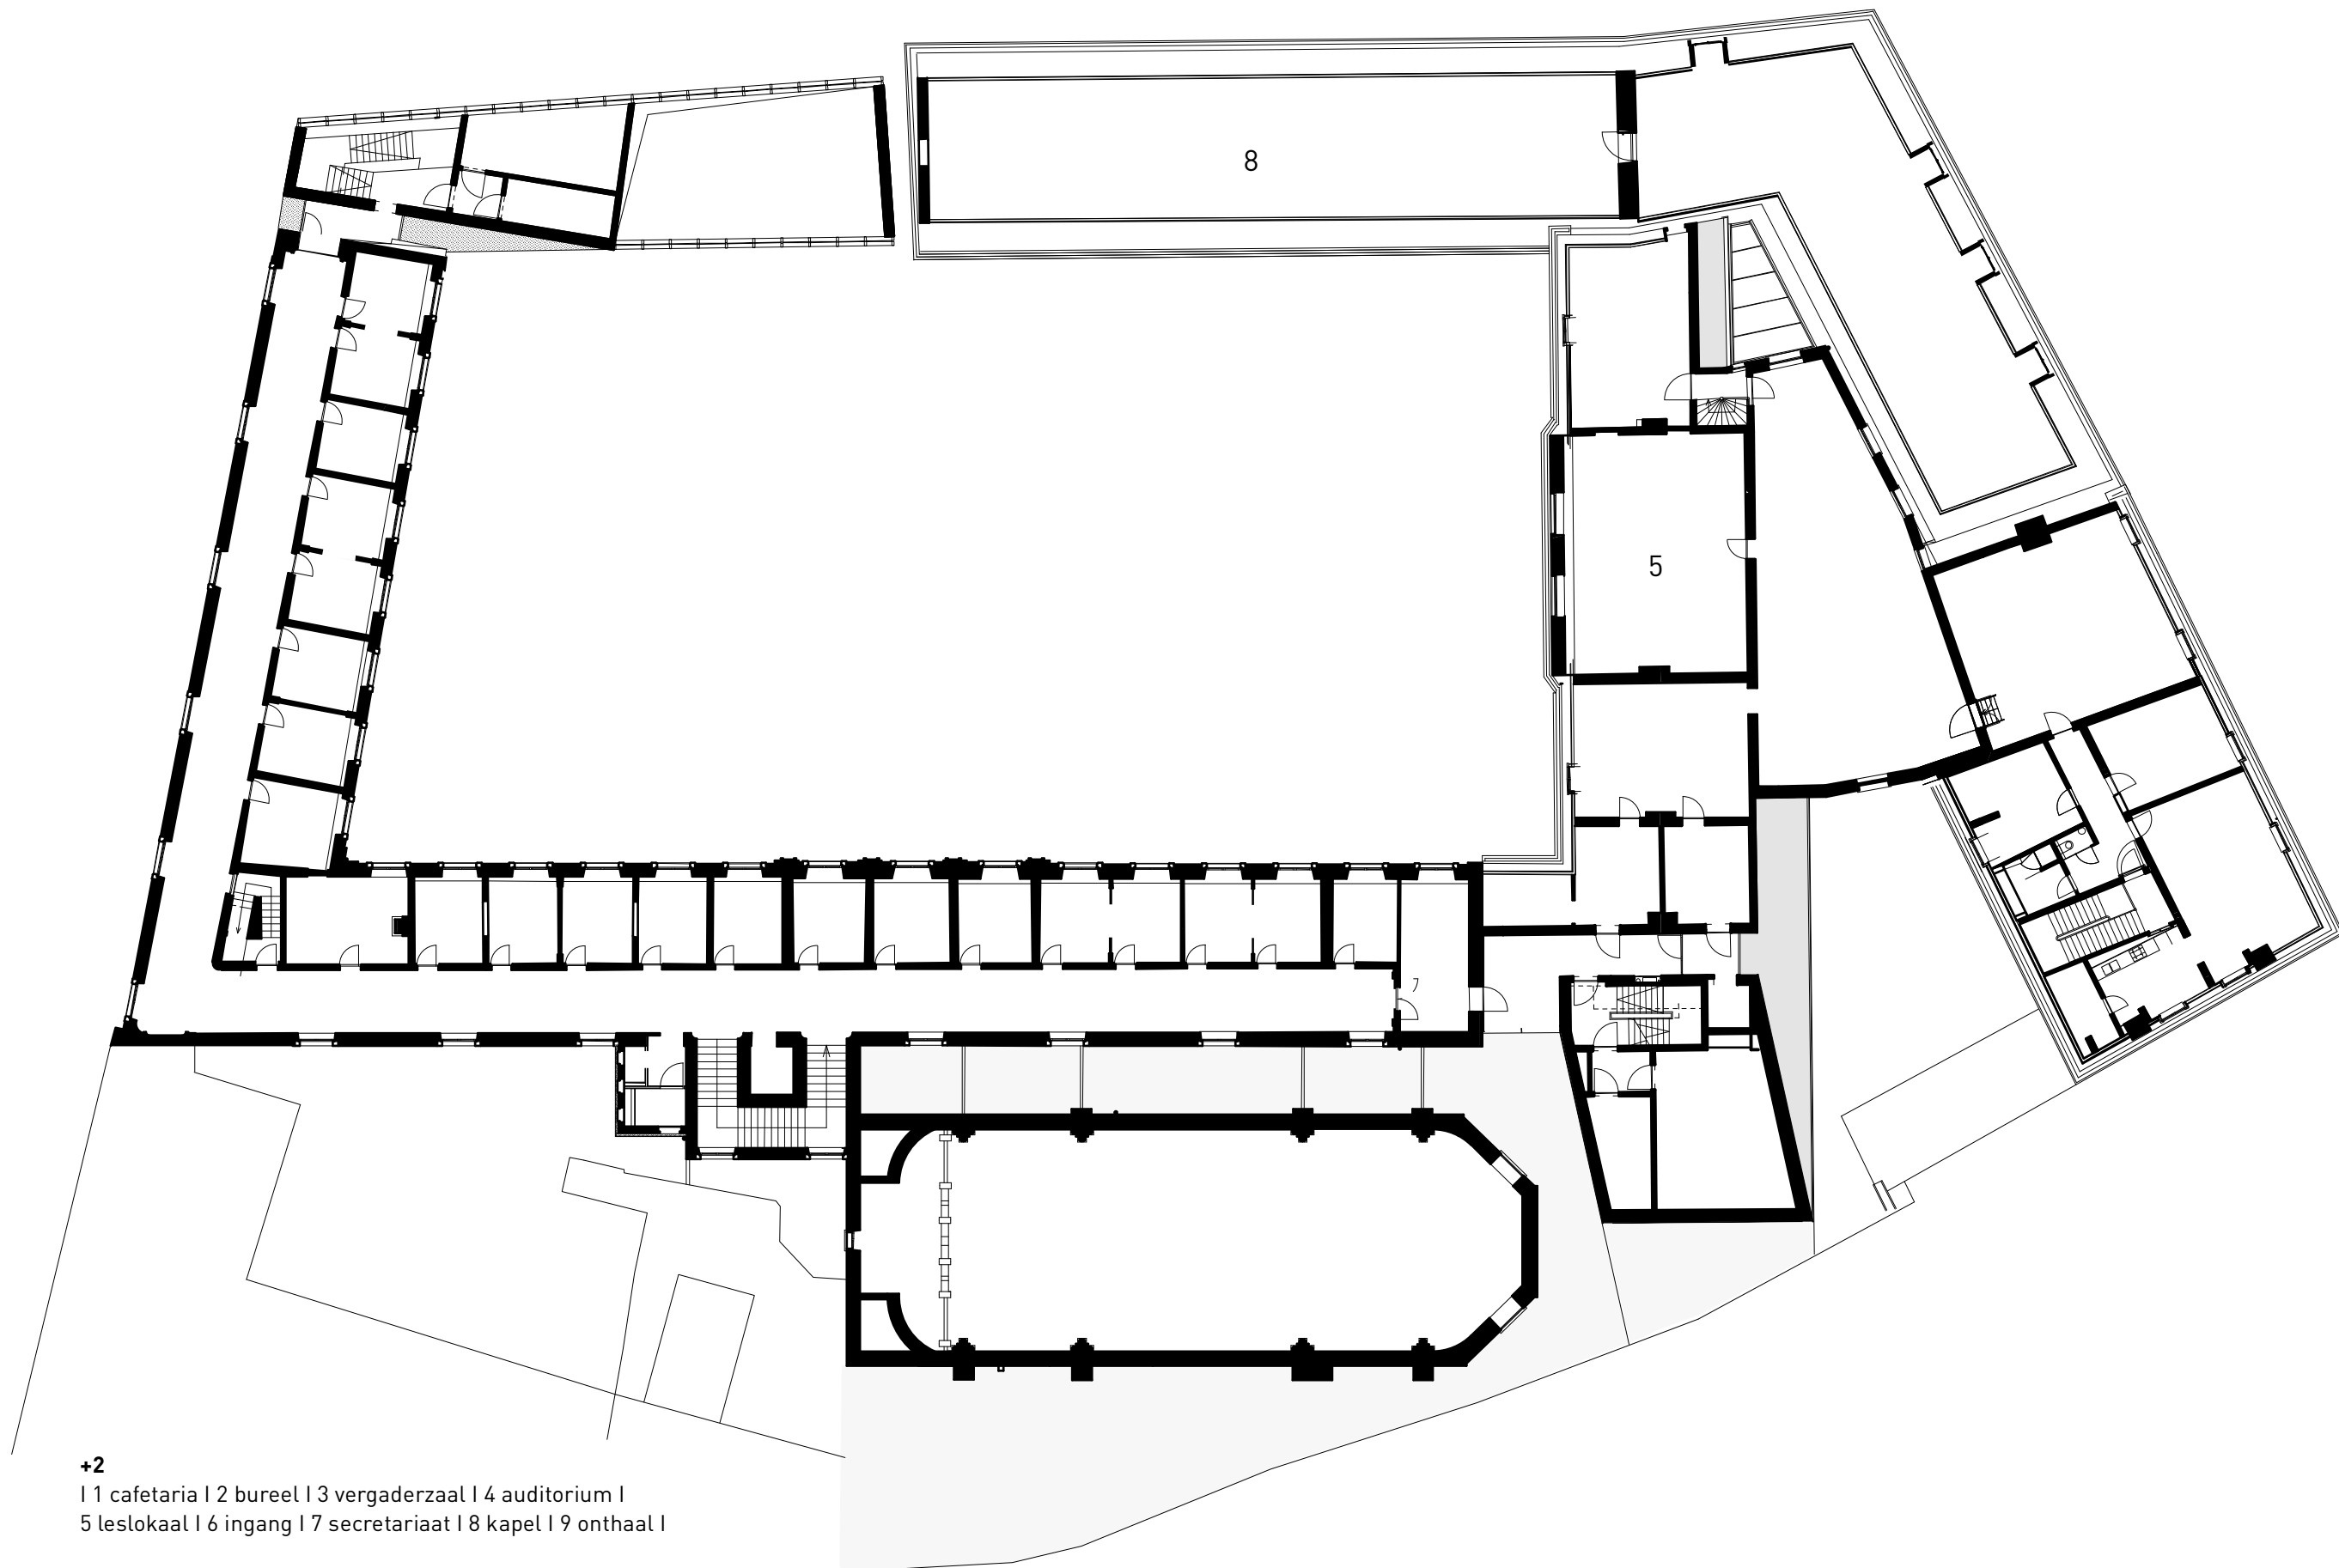 8
5
+2
I 1 cafetaria I 2 bureel I 3 vergaderzaal I 4 auditorium I
5 leslokaal I 6 ingang I 7 secretariaat I 8 kapel I 9 onthaal I